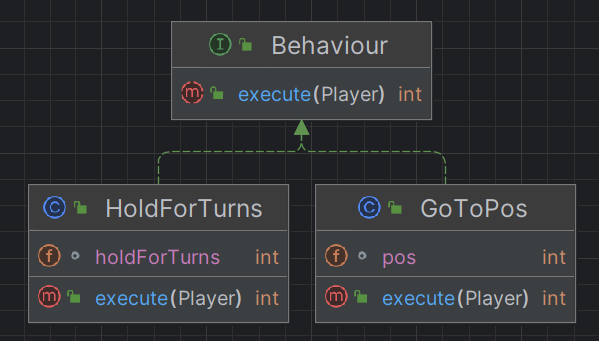 I Behaviour
m execute(Player) int
C HoldForTurns
f holdForTurns int
m execute(Player) int
C GoToPos
f pos int
m execute(Player) int